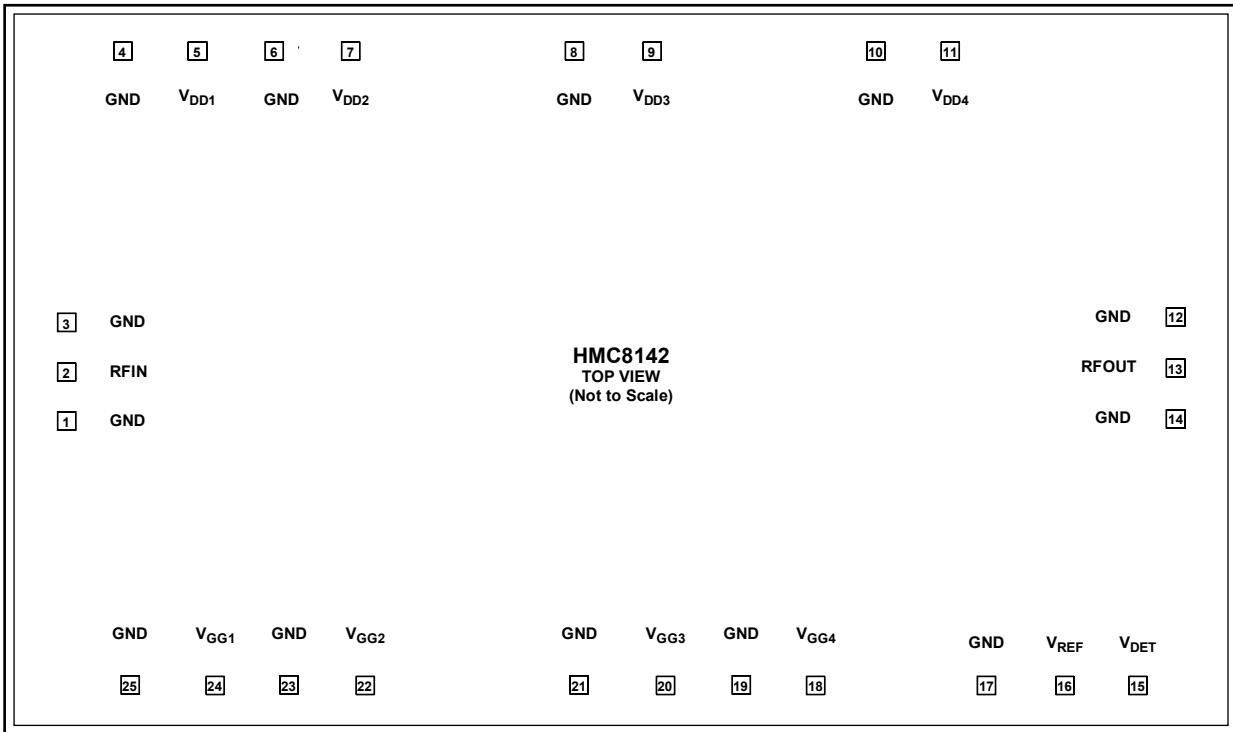 4 5 6 7 8 9 10 11
GND VDD1 GND VDD2 GND VDD3 GND VDD4
3 GND GND 12
HMC8142
2 RFIN RFOUT 13
TOP VIEW
(Not to Scale)
1 GND GND 14
GND VGG1 GND VGG2 GND VGG3 GND VGG4 GND VREF VDET
25 24 23 22 21 20 19 18 17 16 15